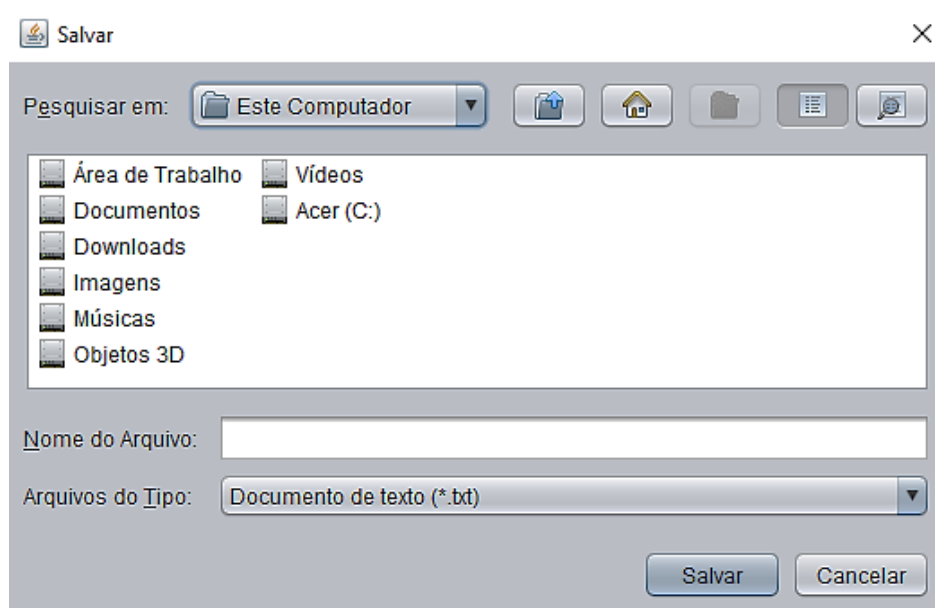 Salvar
Pesquisar em: Este Computador
Área de Trabalho Vídeos
Documentos Acer (C:)
Downloads
Imagens
Músicas
Objetos 3D
Nome do Arquivo:
Arquivos do Tipo: Documento de texto (*.txt)
Salvar Cancelar